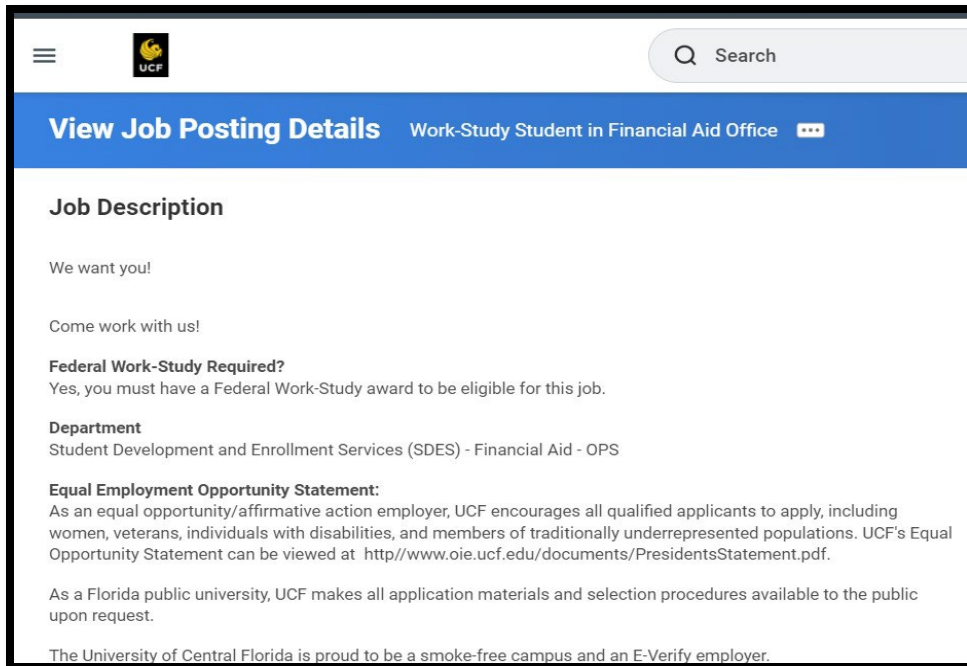 UCF
Search
View Job Posting Details Work-Study Student in Financial Aid Office
Job Description
We want you!
Come work with us!
Federal Work-Study Required?
Yes, you must have a Federal Work-Study award to be eligible for this job.
Department
Student Development and Enrollment Services (SDES) - Financial Aid - OPS
Equal Employment Opportunity Statement:
As an equal opportunity/affirmative action employer, UCF encourages all qualified applicants to apply, including
women, veterans, individuals with disabilities, and members of traditionally underrepresented populations. UCF's Equal
Opportunity Statement can be viewed at http//www.oie.ucf.edu/documents/PresidentsStatement.pdf.
As a Florida public university, UCF makes all application materials and selection procedures available to the public
upon request.
The University of Central Florida is proud to be a smoke-free campus and an E-Verify employer.